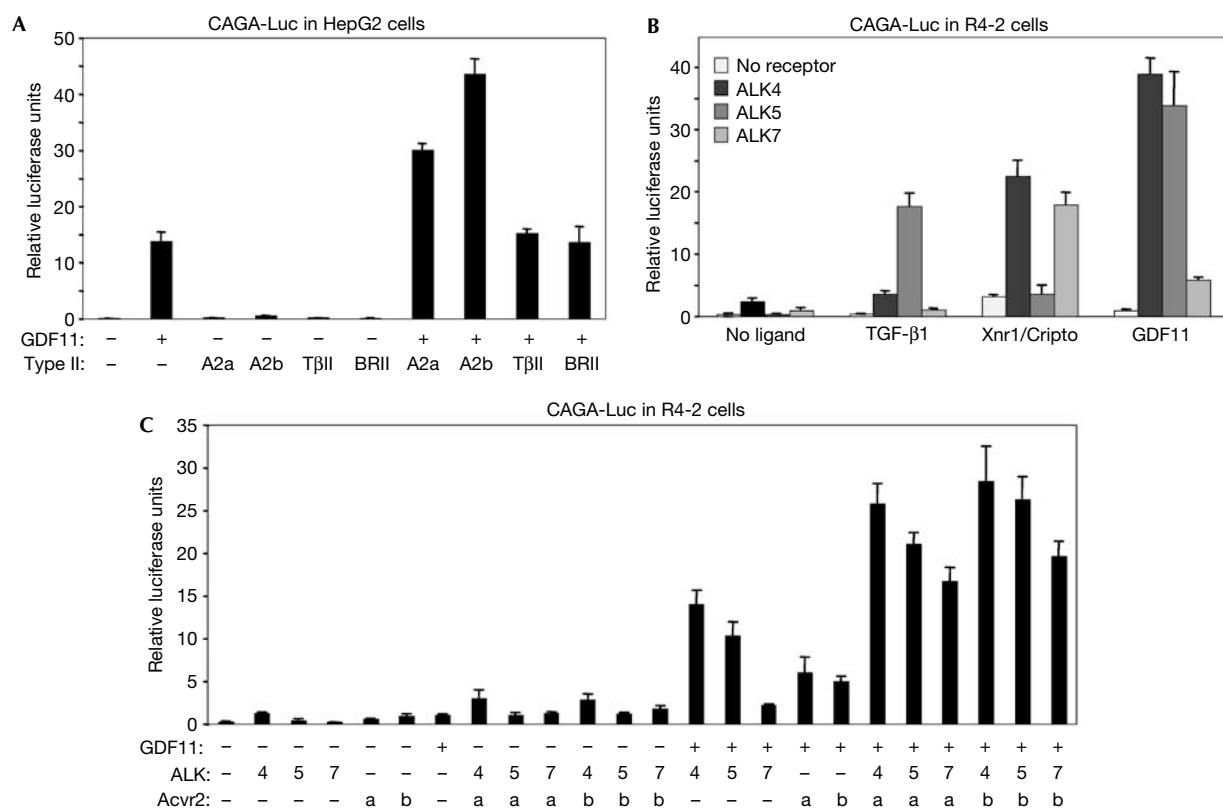 A
CAGA-Luc in HepG2 cells
Relative luciferase units
50
40
30
20
10
0
GDF11: – + – – – – + + + +
Type II: – – A2a A2b TβII BRII A2a A2b TβII BRII
B
CAGA-Luc in R4-2 cells
Relative luciferase units
40
30
20
10
0
No receptor
ALK4
ALK5
ALK7
No ligand TGF-β1 Xnr1/Cripto GDF11
C
CAGA-Luc in R4-2 cells
Relative luciferase units
35
30
25
20
15
10
5
0
GDF11: – – – – – – + – – – – – – + + + + + + + + + + +
ALK: – 4 5 7 – – – 4 5 7 4 5 7 4 5 7 – – 4 5 7 4 5 7
Acvr2: – – – – a b – a a a b b b – – – a b a a a b b b